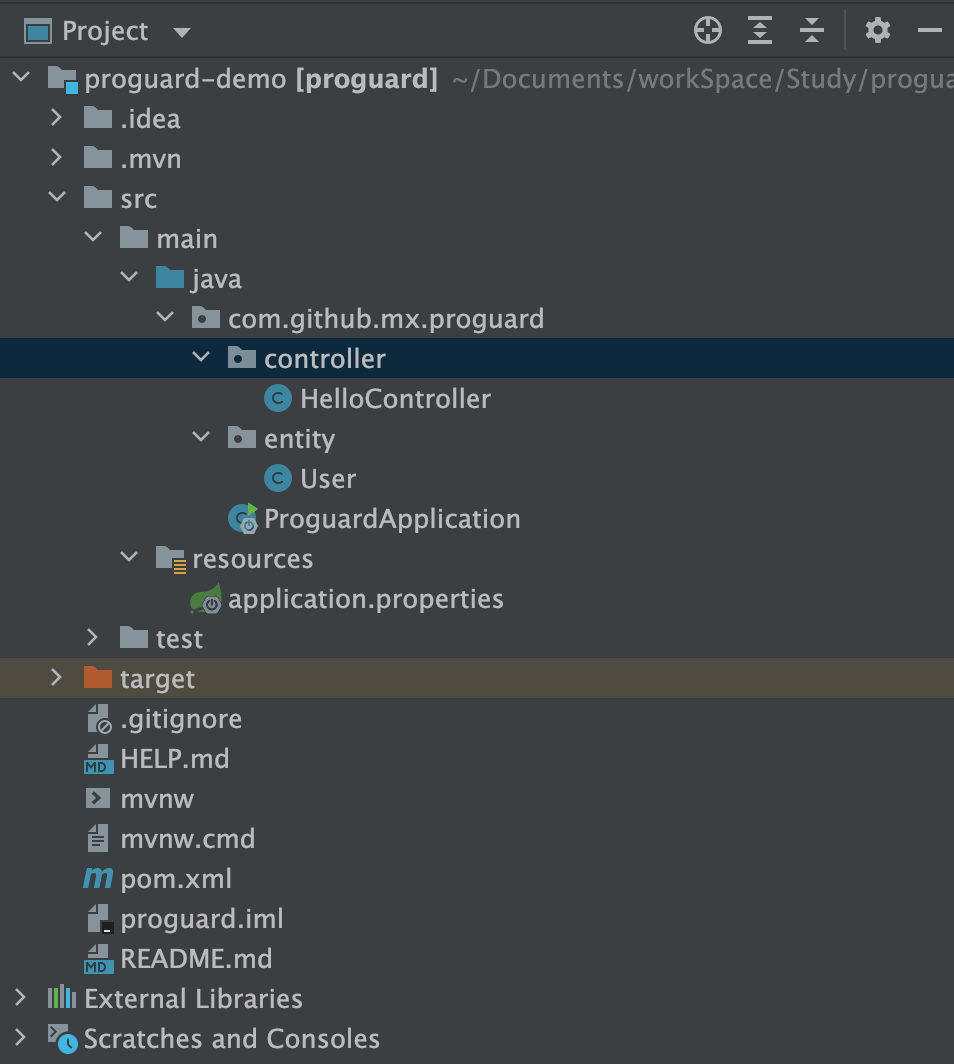 Project
proguard-demo [proguard] ~/Documents/workSpace/Study/progua
.idea
.mvn
src
main
java
com.github.mx.proguard
controller
C HelloController
entity
C User
ProguardApplication
resources
application.properties
test
target
.gitignore
MD HELP.md
mvnw
mvnw.cmd
m pom.xml
proguard.iml
MD README.md
External Libraries
Scratches and Consoles